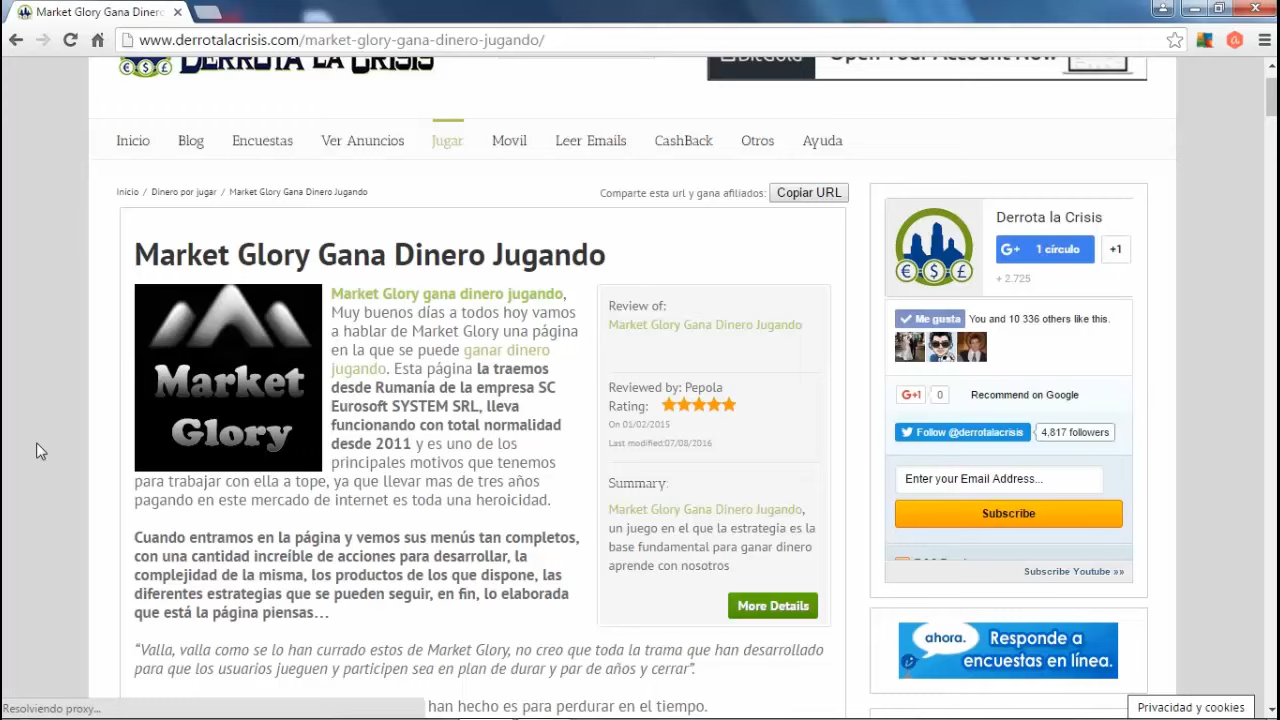 Market Glory Gana Dinero
www.derrotalacrisis.com/market-glory-gana-dinero-jugando/
DERROTA LA CRISIS
BitGold
Open Your Account Now
Inicio Blog Encuestas Ver Anuncios Jugar Movil Leer Emails CashBack Otros Ayuda
Inicio / Dinero por jugar / Market Glory Gana Dinero Jugando
Comparte esta url y gana afiliados: Copiar URL
Market Glory Gana Dinero Jugando
Market
Glory
Market Glory gana dinero jugando,
Muy buenos días a todos hoy vamos
a hablar de Market Glory una página
en la que se puede ganar dinero
jugando. Esta página la traemos
desde Rumanía de la empresa SC
Eurosoft SYSTEM SRL, lleva
funcionando con total normalidad
desde 2011 y es uno de los
principales motivos que tenemos
para trabajar con ella a tope, ya que llevar mas de tres años
pagando en este mercado de internet es toda una heroicidad.
Cuando entramos en la página y vemos sus menús tan completos,
con una cantidad increíble de acciones para desarrollar, la
complejidad de la misma, los productos de los que dispone, las
diferentes estrategias que se pueden seguir, en fin, lo elaborada
que está la página piensas…
“Valla, valla como se lo han currado estos de Market Glory, no creo que toda la trama que han desarrollado
para que los usuarios jueguen y participen sea en plan de durar y par de años y cerrar”.
han hecho es para perdurar en el tiempo.
Review of:
Market Glory Gana Dinero Jugando
Reviewed by: Pepola
Rating:
On 01/02/2015
Last modified:07/08/2016
Summary:
Market Glory Gana Dinero Jugando,
un juego en el que la estrategia es la
base fundamental para ganar dinero
aprende con nosotros
More Details
Derrota la Crisis
G+ 1 círculo +1
+ 2.725
Me gusta You and 10 336 others like this.
G+1 0 Recommend on Google
Follow @derrotalacrisis 4,817 followers
Enter your Email Address...
Subscribe
Subscribe Youtube »»
ahora. Responde a
encuestas en línea.
Resolviendo proxy...
Privacidad y cookies